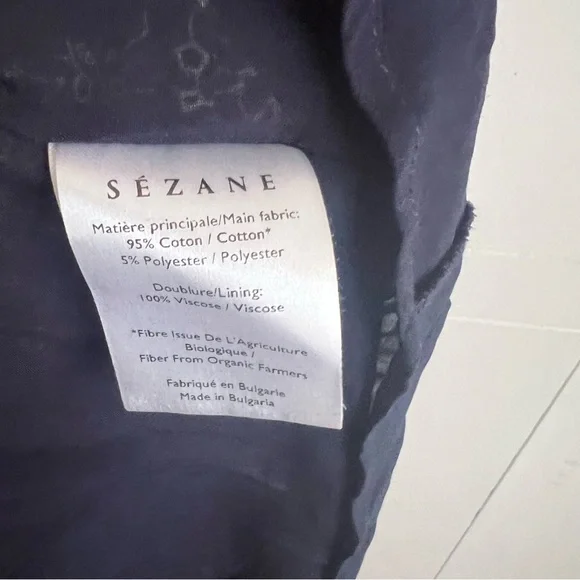 SÉZANE
Matière principale/Main fabric:
95% Coton / Cotton*
5% Polyester / Polyester
Doublure/Lining:
100% Viscose / Viscose
*Fibre Issue De L'Agriculture
Biologique /
Fiber From Organic Farmers
Fabriqué en Bulgarie
Made in Bulgaria